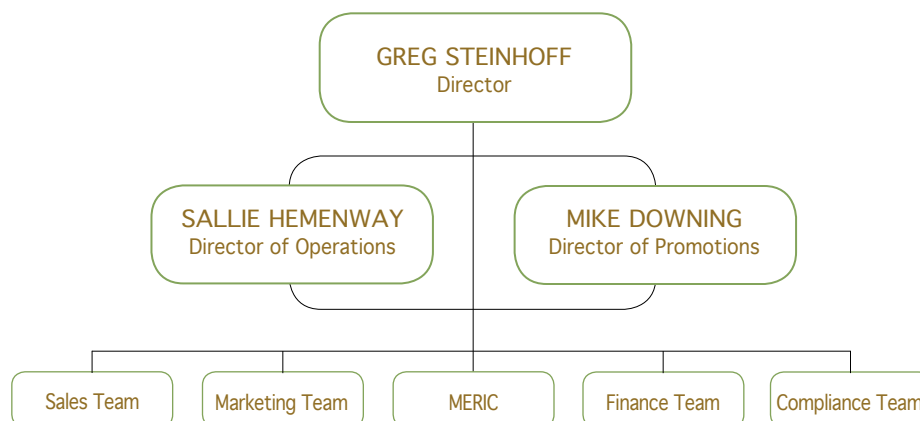 GREG STEINHOFF
Director
SALLIE HEMENWAY
Director of Operations
MIKE DOWNING
Director of Promotions
Sales Team
Marketing Team
MERIC
Finance Team
Compliance Team